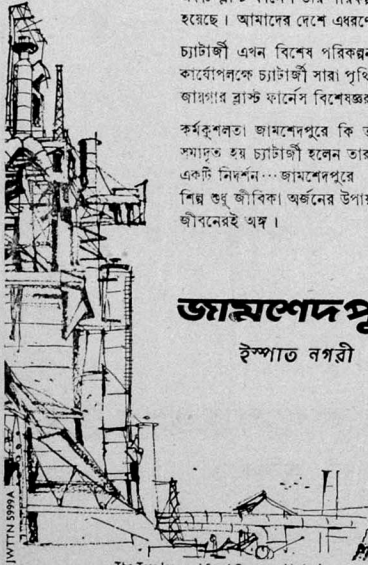 হয়েছে। আমাদের দেশে এধরণে
চ্যাটার্জী এখন বিশেষ পরিকল্পন
কার্যোপলক্ষে চ্যাটার্জী সারা পৃথি
জায়গার ব্লাস্ট ফার্নেস বিশেষজ্ঞর
কর্মকুশলতা জামশেদপুরে কি ত
সমাদৃত হয় চ্যাটার্জী হলেন তার
একটি নিদর্শন···জামশেদপুরে
শিল্প শুধু জীবিকা অর্জনের উপায়
জীবনেরই অঙ্গ।
জামশেদপু
ইস্পাত নগরী
JWTTN 5999A